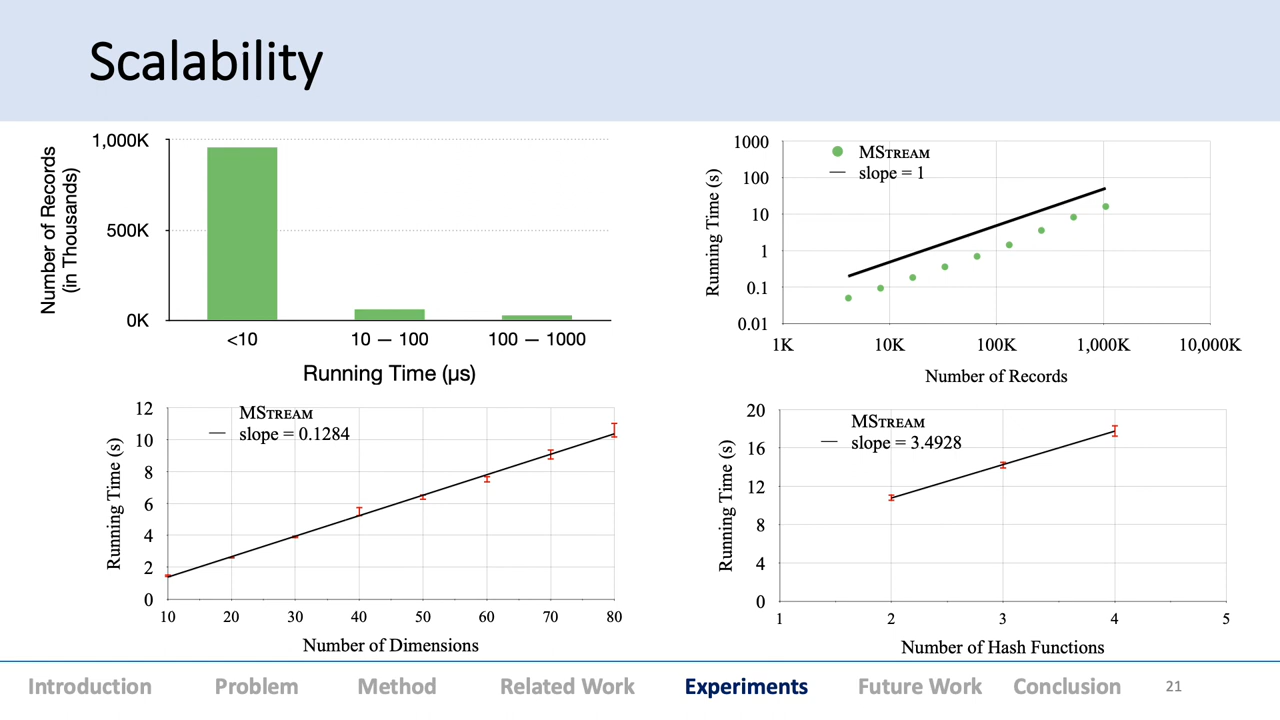 Scalability
Number of Records
(in Thousands)
1,000K
500K
0K
<10
10 — 100
100 — 1000
Running Time (μs)
Running Time (s)
1000
100
10
1
0.1
0.01
MSTREAM
slope = 1
1K
10K
100K
1,000K
10,000K
Number of Records
Running Time (s)
12
10
8
6
4
2
0
MSTREAM
slope = 0.1284
10
20
30
40
50
60
70
80
Number of Dimensions
Running Time (s)
20
16
12
8
4
0
MSTREAM
slope = 3.4928
1
2
3
4
5
Number of Hash Functions
Introduction Problem Method Related Work Experiments Future Work Conclusion 21